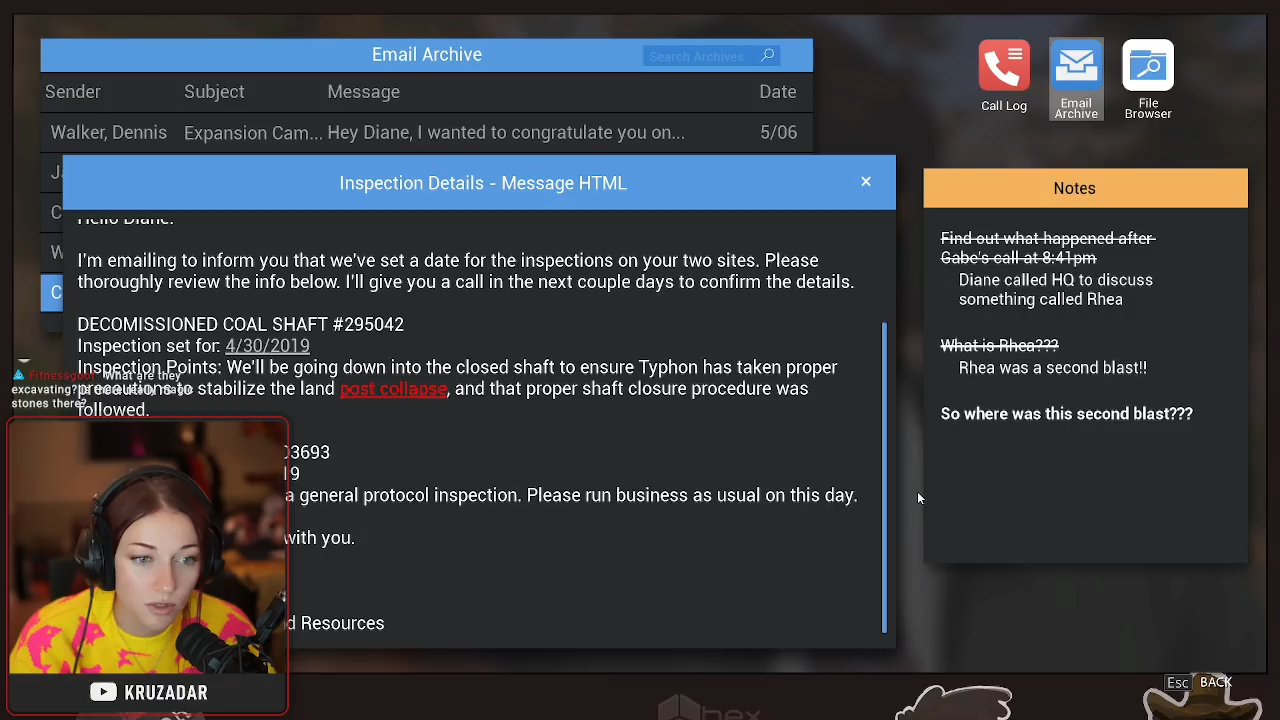 Email Archive
Search Archives
Sender Subject Message Date
Walker, Dennis Expansion Cam... Hey Diane, I wanted to congratulate you on... 5/06
Call Log
Email Archive
File Browser
Inspection Details - Message HTML
Hello Diane.
I'm emailing to inform you that we've set a date for the inspections on your two sites. Please
thoroughly review the info below. I'll give you a call in the next couple days to confirm the details.
DECOMISSIONED COAL SHAFT #295042
Inspection set for: 4/30/2019
Inspection Points: We'll be going down into the closed shaft to ensure Typhon has taken proper
precautions to stabilize the land post collapse, and that proper shaft closure procedure was
followed.
03693
19
a general protocol inspection. Please run business as usual on this day.
with you.
d Resources
Notes
Find out what happened after
Gabe's call at 8:41pm
Diane called HQ to discuss
something called Rhea
What is Rhea???
Rhea was a second blast!!
So where was this second blast???
Fitnessgoof: What are they
excavating?
stones there?
KRUZADAR
Esc BACK
hex